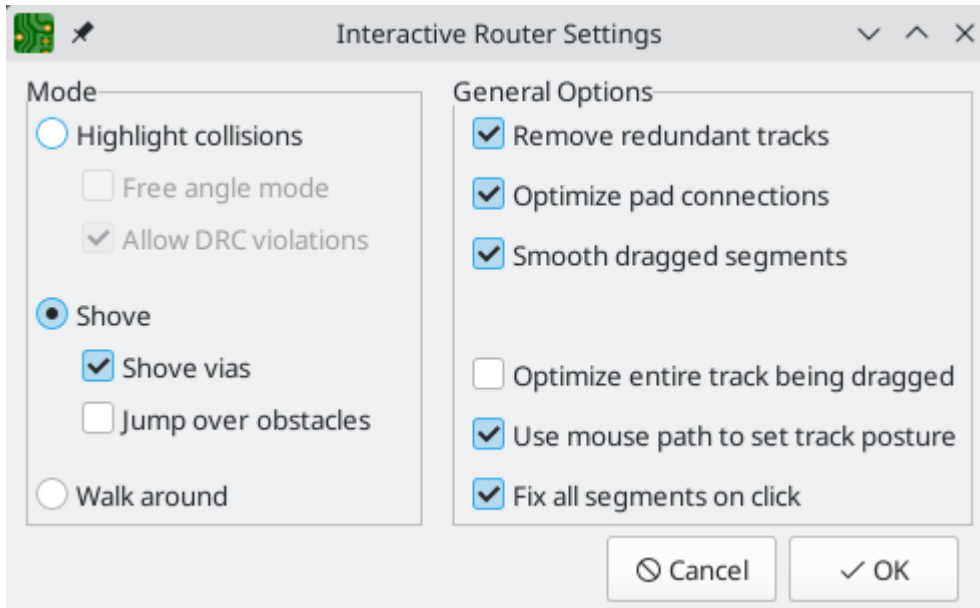 Interactive Router Settings
Mode
Highlight collisions
Free angle mode
Allow DRC violations
Shove
Shove vias
Jump over obstacles
Walk around
General Options
Remove redundant tracks
Optimize pad connections
Smooth dragged segments
Optimize entire track being dragged
Use mouse path to set track posture
Fix all segments on click
Cancel
OK